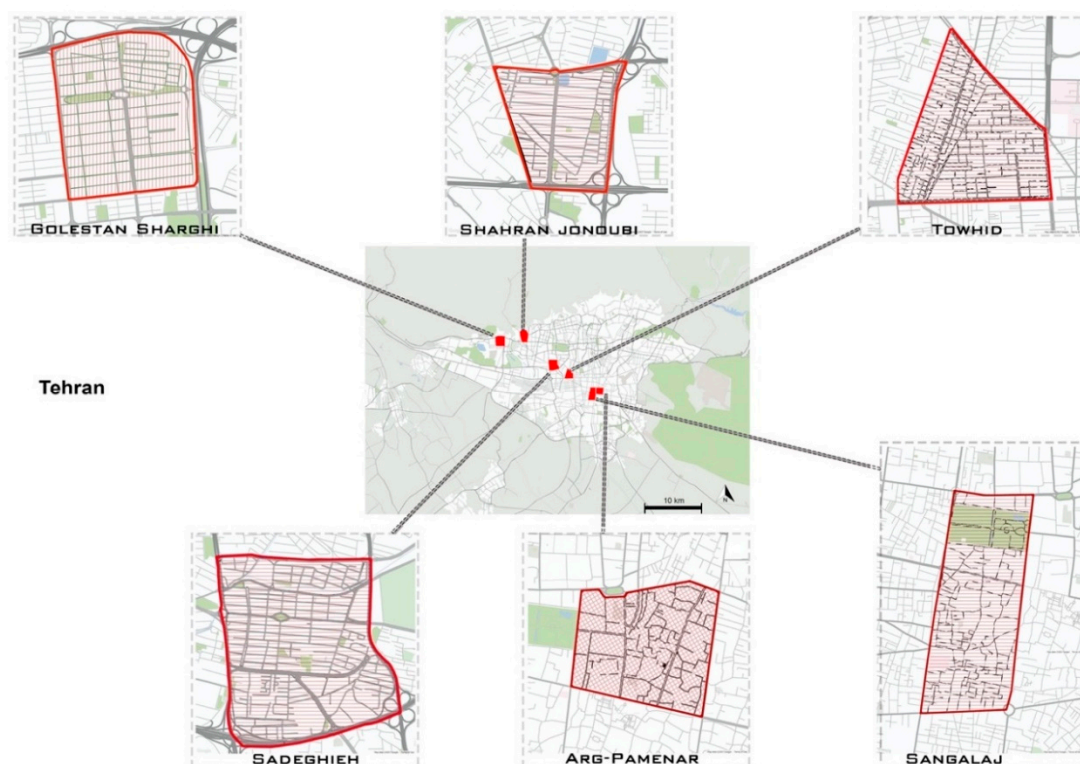 GOLESTAN SHARGHI
SHAHRAN JONOUBI
TOWHID
Tehran
10 km
N
SADEGHIEH
ARG-PAMENAR
SANGALAJ